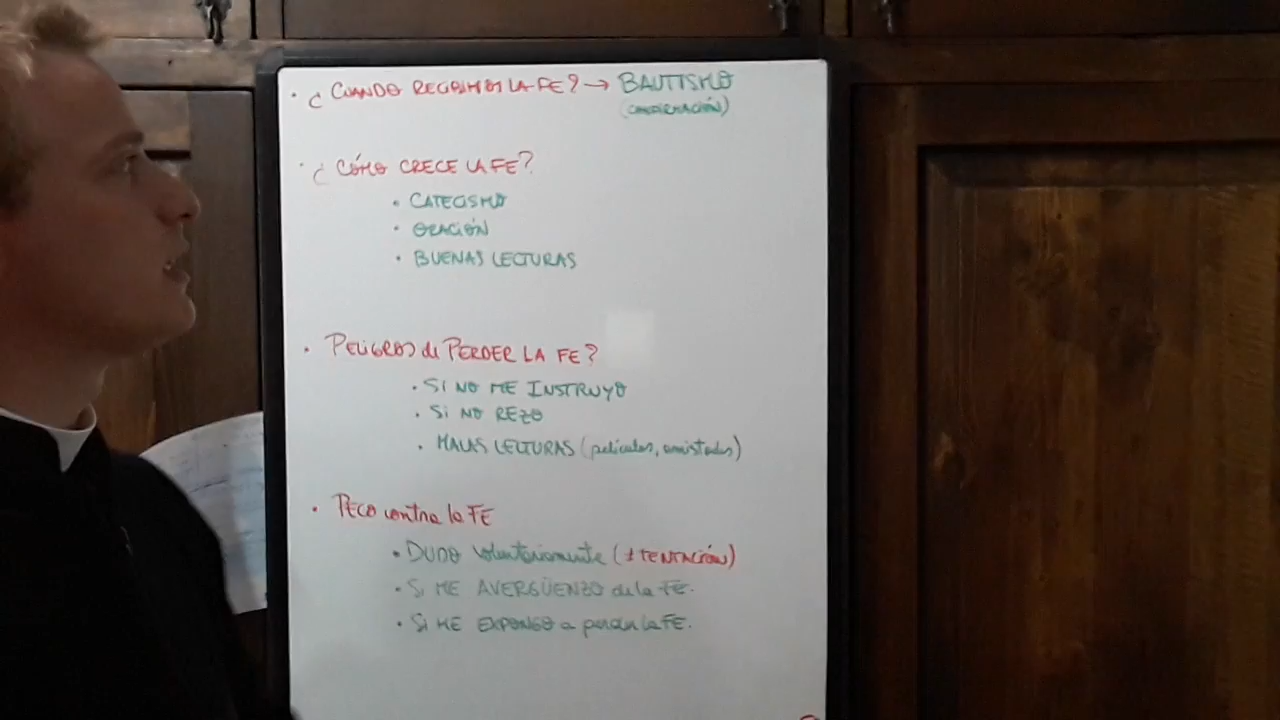 · ¿ CUANDO RECIBIMOS LA FE? → BAUTISMO
(CONFIRMACIÓN)
· ¿ CÓMO CRECE LA FE?
· CATECISMO
· ORACIÓN
· BUENAS LECTURAS
· PELIGROS de PERDER LA FE?
· SI NO ME INSTRUYO
· SI NO REZO
· MALAS LECTURAS (películas, amistades)
· PECO contra la FE
· DUDO voluntariamente (≠ TENTACIÓN)
· SI ME AVERGÜENZO de la FE.
· SI ME EXPONGO a perder la FE.